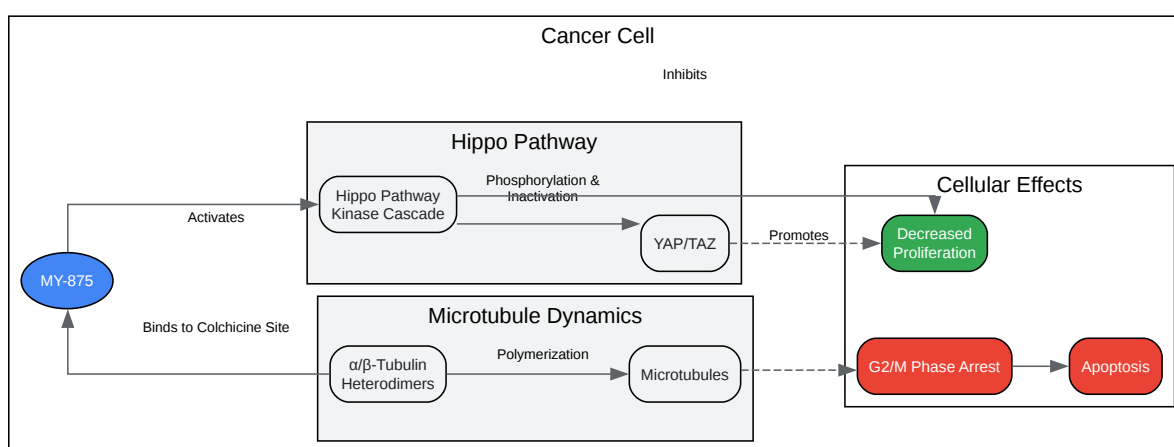 Cancer Cell
Inhibits
Hippo Pathway
Hippo Pathway
Kinase Cascade
Phosphorylation &
Inactivation
YAP/TAZ
Activates
Promotes
Cellular Effects
Decreased
Proliferation
MY-875
Binds to Colchicine Site
Microtubule Dynamics
α/β-Tubulin
Heterodimers
Polymerization
Microtubules
G2/M Phase Arrest
Apoptosis